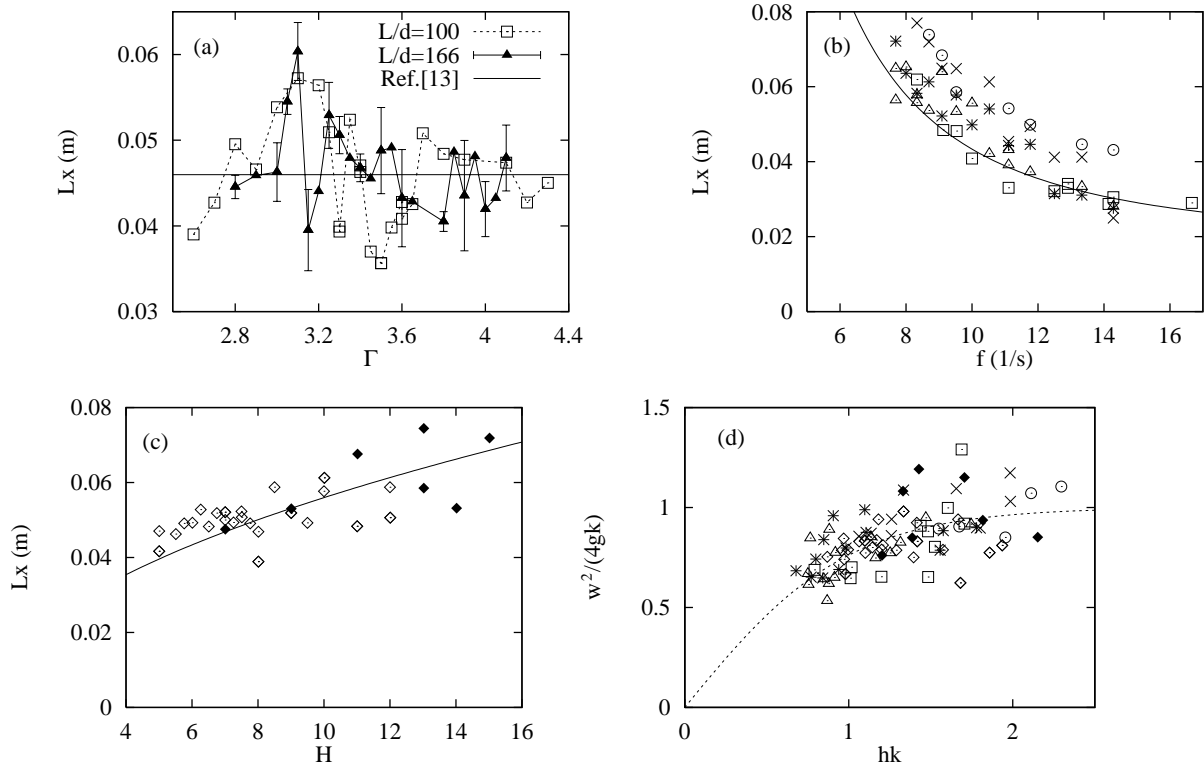 (a)
L/d=100
L/d=166
Ref.[13]
0.06
0.05
0.04
0.03
Lx (m)
2.8 3.2 3.6 4 4.4
Γ
(b)
0.08
0.06
0.04
0.02
0
Lx (m)
6 8 10 12 14 16
f (1/s)
(c)
0.08
0.06
0.04
0.02
0
Lx (m)
4 6 8 10 12 14 16
H
(d)
1.5
1
0.5
0
w²/(4gk)
0 1 2
hk